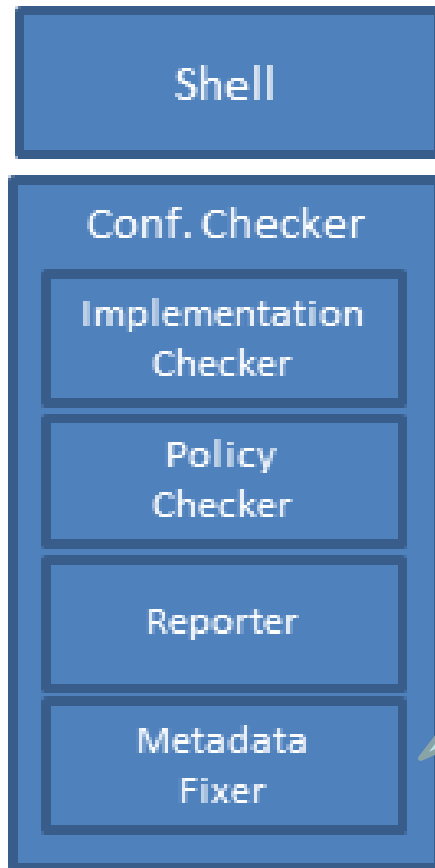 Shell
Conf. Checker
Implementation
Checker
Policy
Checker
Reporter
Metadata
Fixer